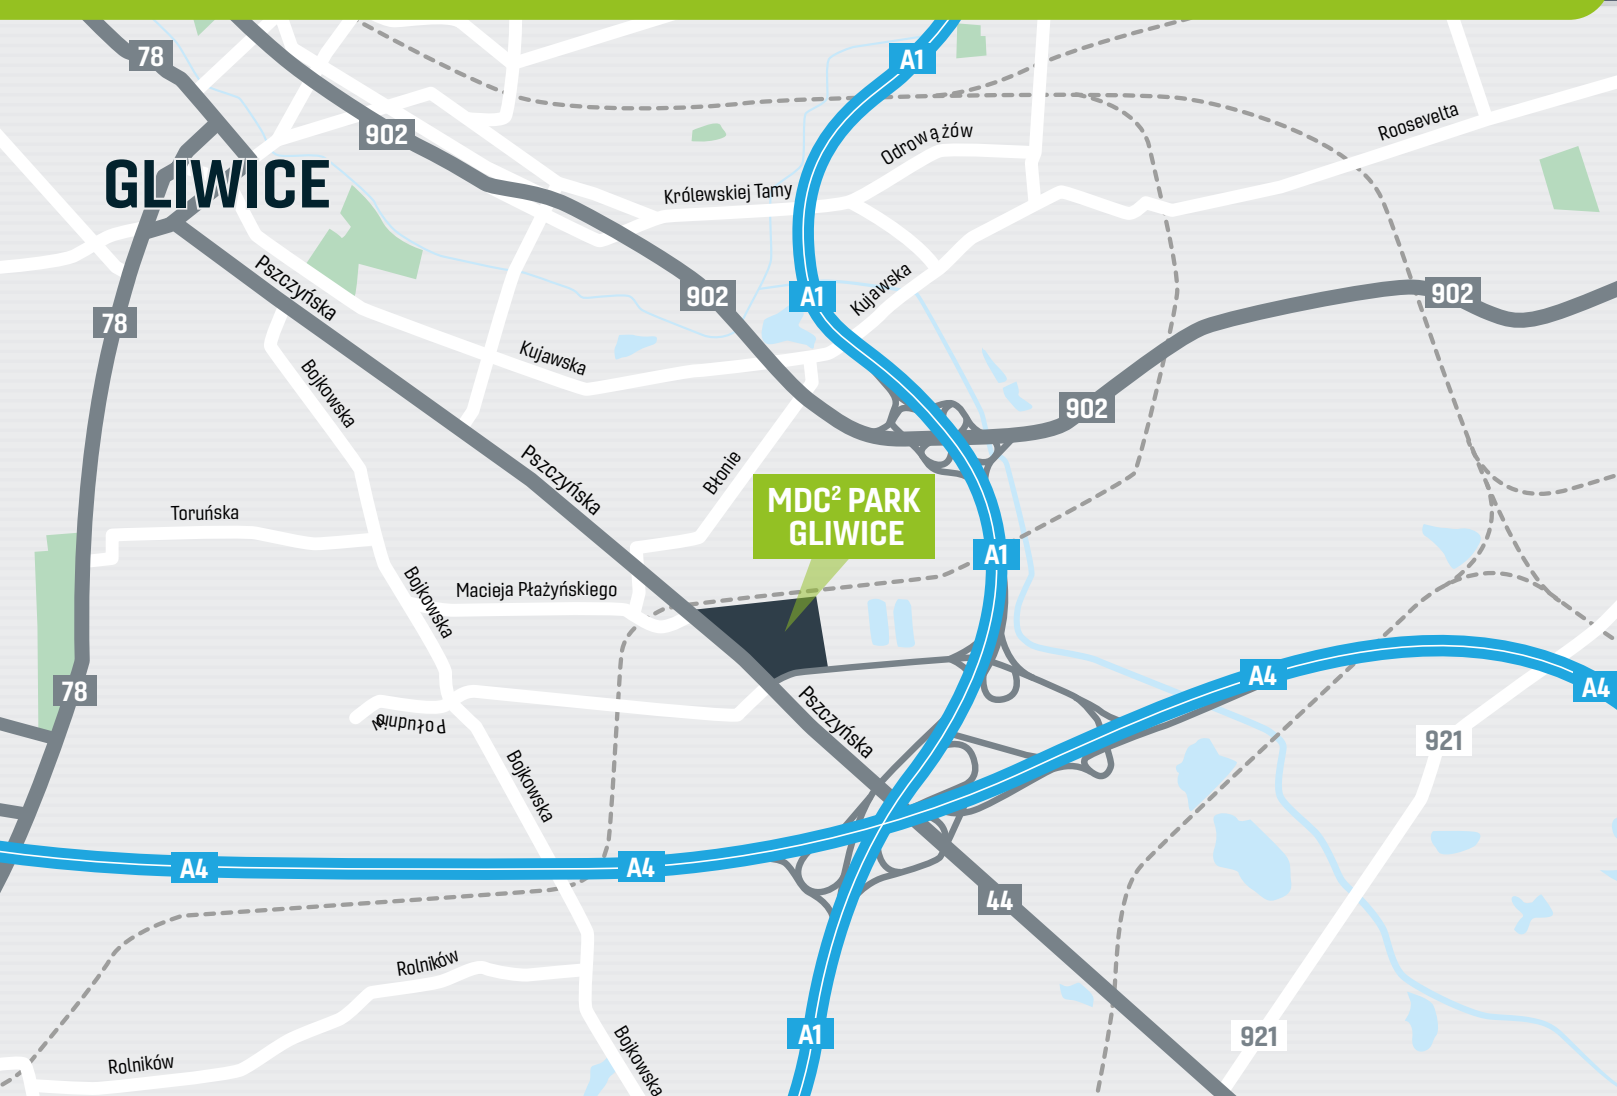 78
A1
902
Roosevelta
Odrowążów
GLIWICE
Królewskiej Tamy
Pszczyńska
Kujawska
902
A1
902
78
Kujawska
Bojkowska
902
Pszczyńska
Błonie
MDC² PARK
GLIWICE
Toruńska
A1
Bojkowska
Macieja Płażyńskiego
A4
A4
78
Pszczyńska
Południa
921
Bojkowska
A4
A4
44
Rolników
A1
921
Bojkowska
Rolników